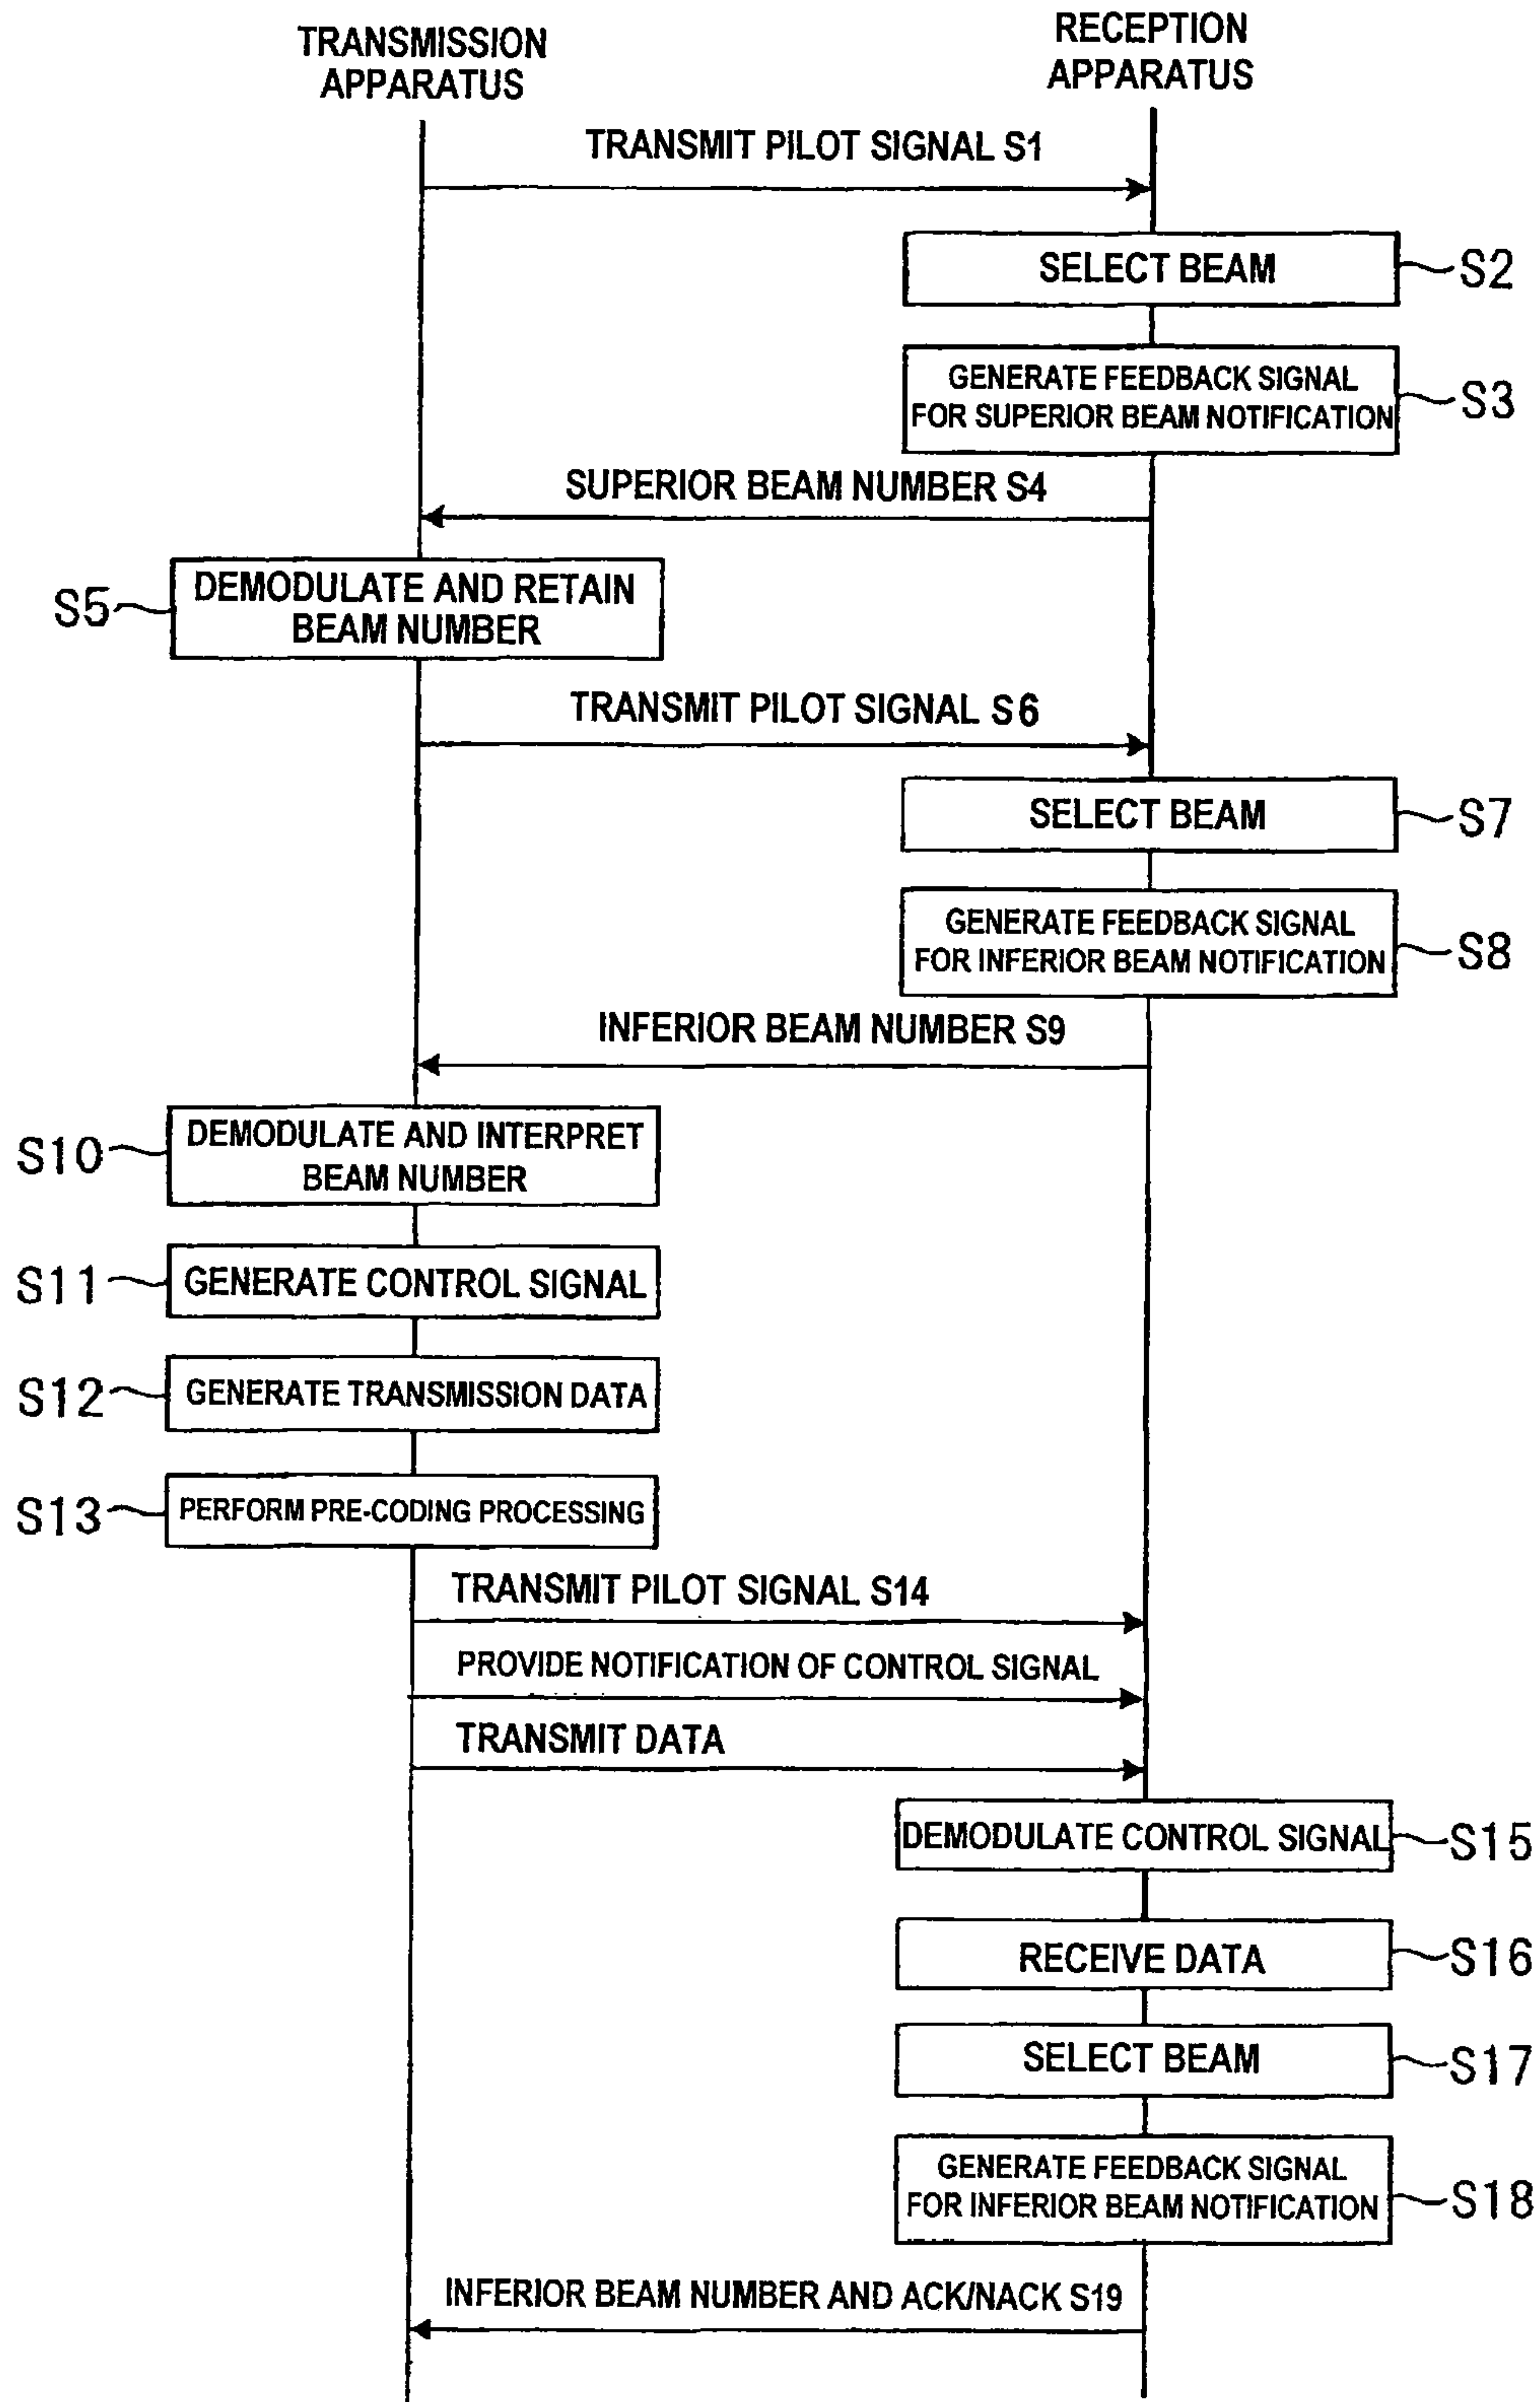 TRANSMISSION
APPARATUS
RECEPTION
APPARATUS
TRANSMIT PILOT SIGNAL S1
SELECT BEAM
S2
GENERATE FEEDBACK SIGNAL
FOR SUPERIOR BEAM NOTIFICATION
S3
SUPERIOR BEAM NUMBER S4
S5
DEMODULATE AND RETAIN
BEAM NUMBER
TRANSMIT PILOT SIGNAL S6
SELECT BEAM
S7
GENERATE FEEDBACK SIGNAL
FOR INFERIOR BEAM NOTIFICATION
S8
INFERIOR BEAM NUMBER S9
S10
DEMODULATE AND INTERPRET
BEAM NUMBER
S11
GENERATE CONTROL SIGNAL
S12
GENERATE TRANSMISSION DATA
S13
PERFORM PRE-CODING PROCESSING
TRANSMIT PILOT SIGNAL S14
PROVIDE NOTIFICATION OF CONTROL SIGNAL
TRANSMIT DATA
DEMODULATE CONTROL SIGNAL
S15
RECEIVE DATA
S16
SELECT BEAM
S17
GENERATE FEEDBACK SIGNAL
FOR INFERIOR BEAM NOTIFICATION
S18
INFERIOR BEAM NUMBER AND ACK/NACK S19